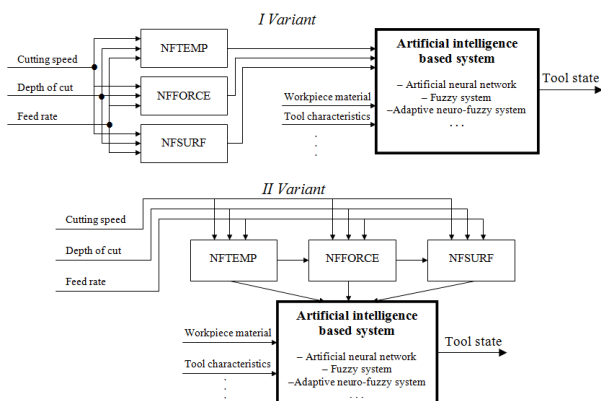 I Variant
Cutting speed
Depth of cut
Feed rate
NFTEMP
NFFORCE
NFSURF
Workpiece material
Tool characteristics
.
.
.
Artificial intelligence
based system
– Artificial neural network
– Fuzzy system
–Adaptive neuro-fuzzy system
. . .
Tool state
II Variant
Cutting speed
Depth of cut
Feed rate
NFTEMP
NFFORCE
NFSURF
Workpiece material
Tool characteristics
.
.
Artificial intelligence
based system
– Artificial neural network
– Fuzzy system
–Adaptive neuro-fuzzy system
. . .
Tool state